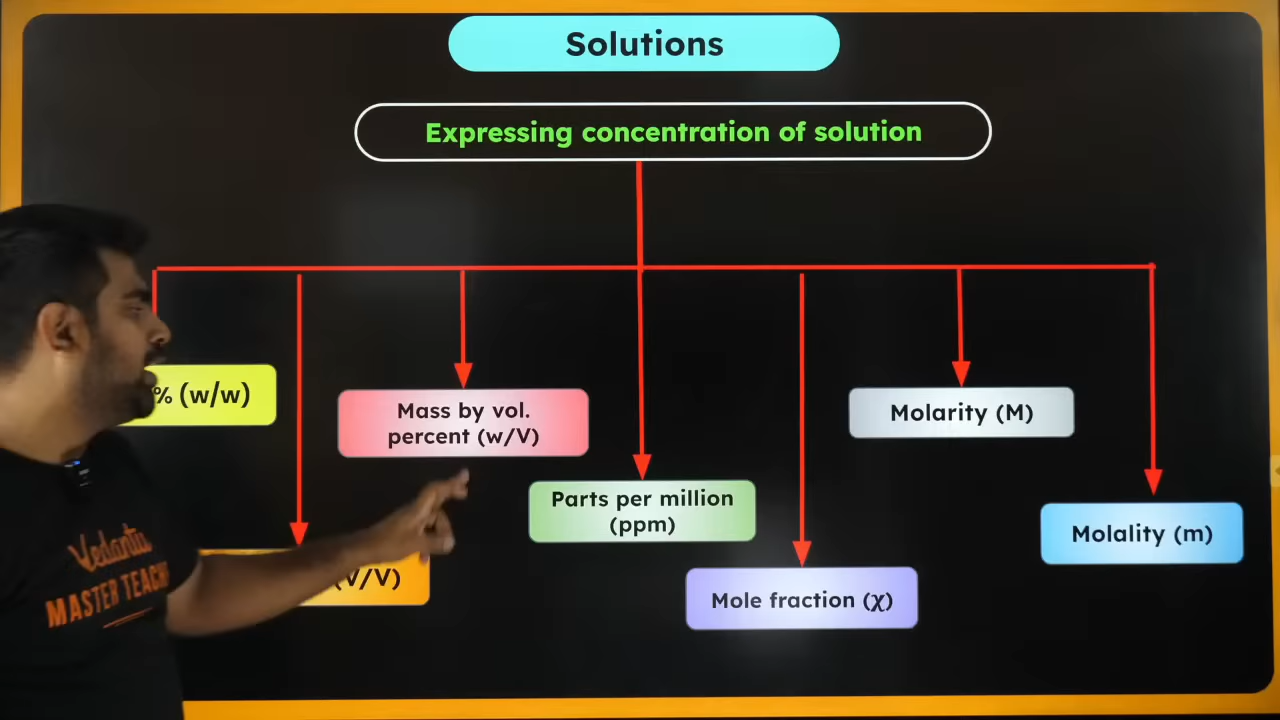 Solutions
Expressing concentration of solution
% (w/w)
Mass by vol.
percent (w/V)
Parts per million
(ppm)
Molarity (M)
Molality (m)
(V/V)
Mole fraction (χ)
Vedantu
MASTER TEACHER